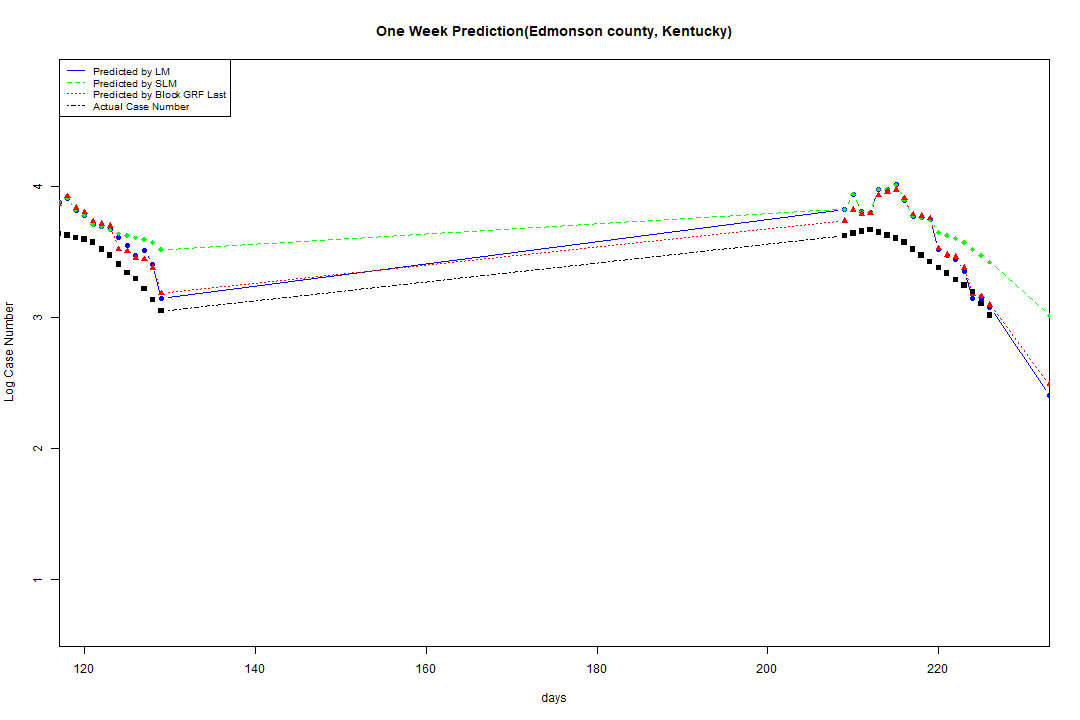 One Week Prediction(Edmonson county, Kentucky)
Predicted by LM
Predicted by SLM
Predicted by Block GRF Last
Actual Case Number
4
3
2
1
Log Case Number
120 140 160 180 200 220
days